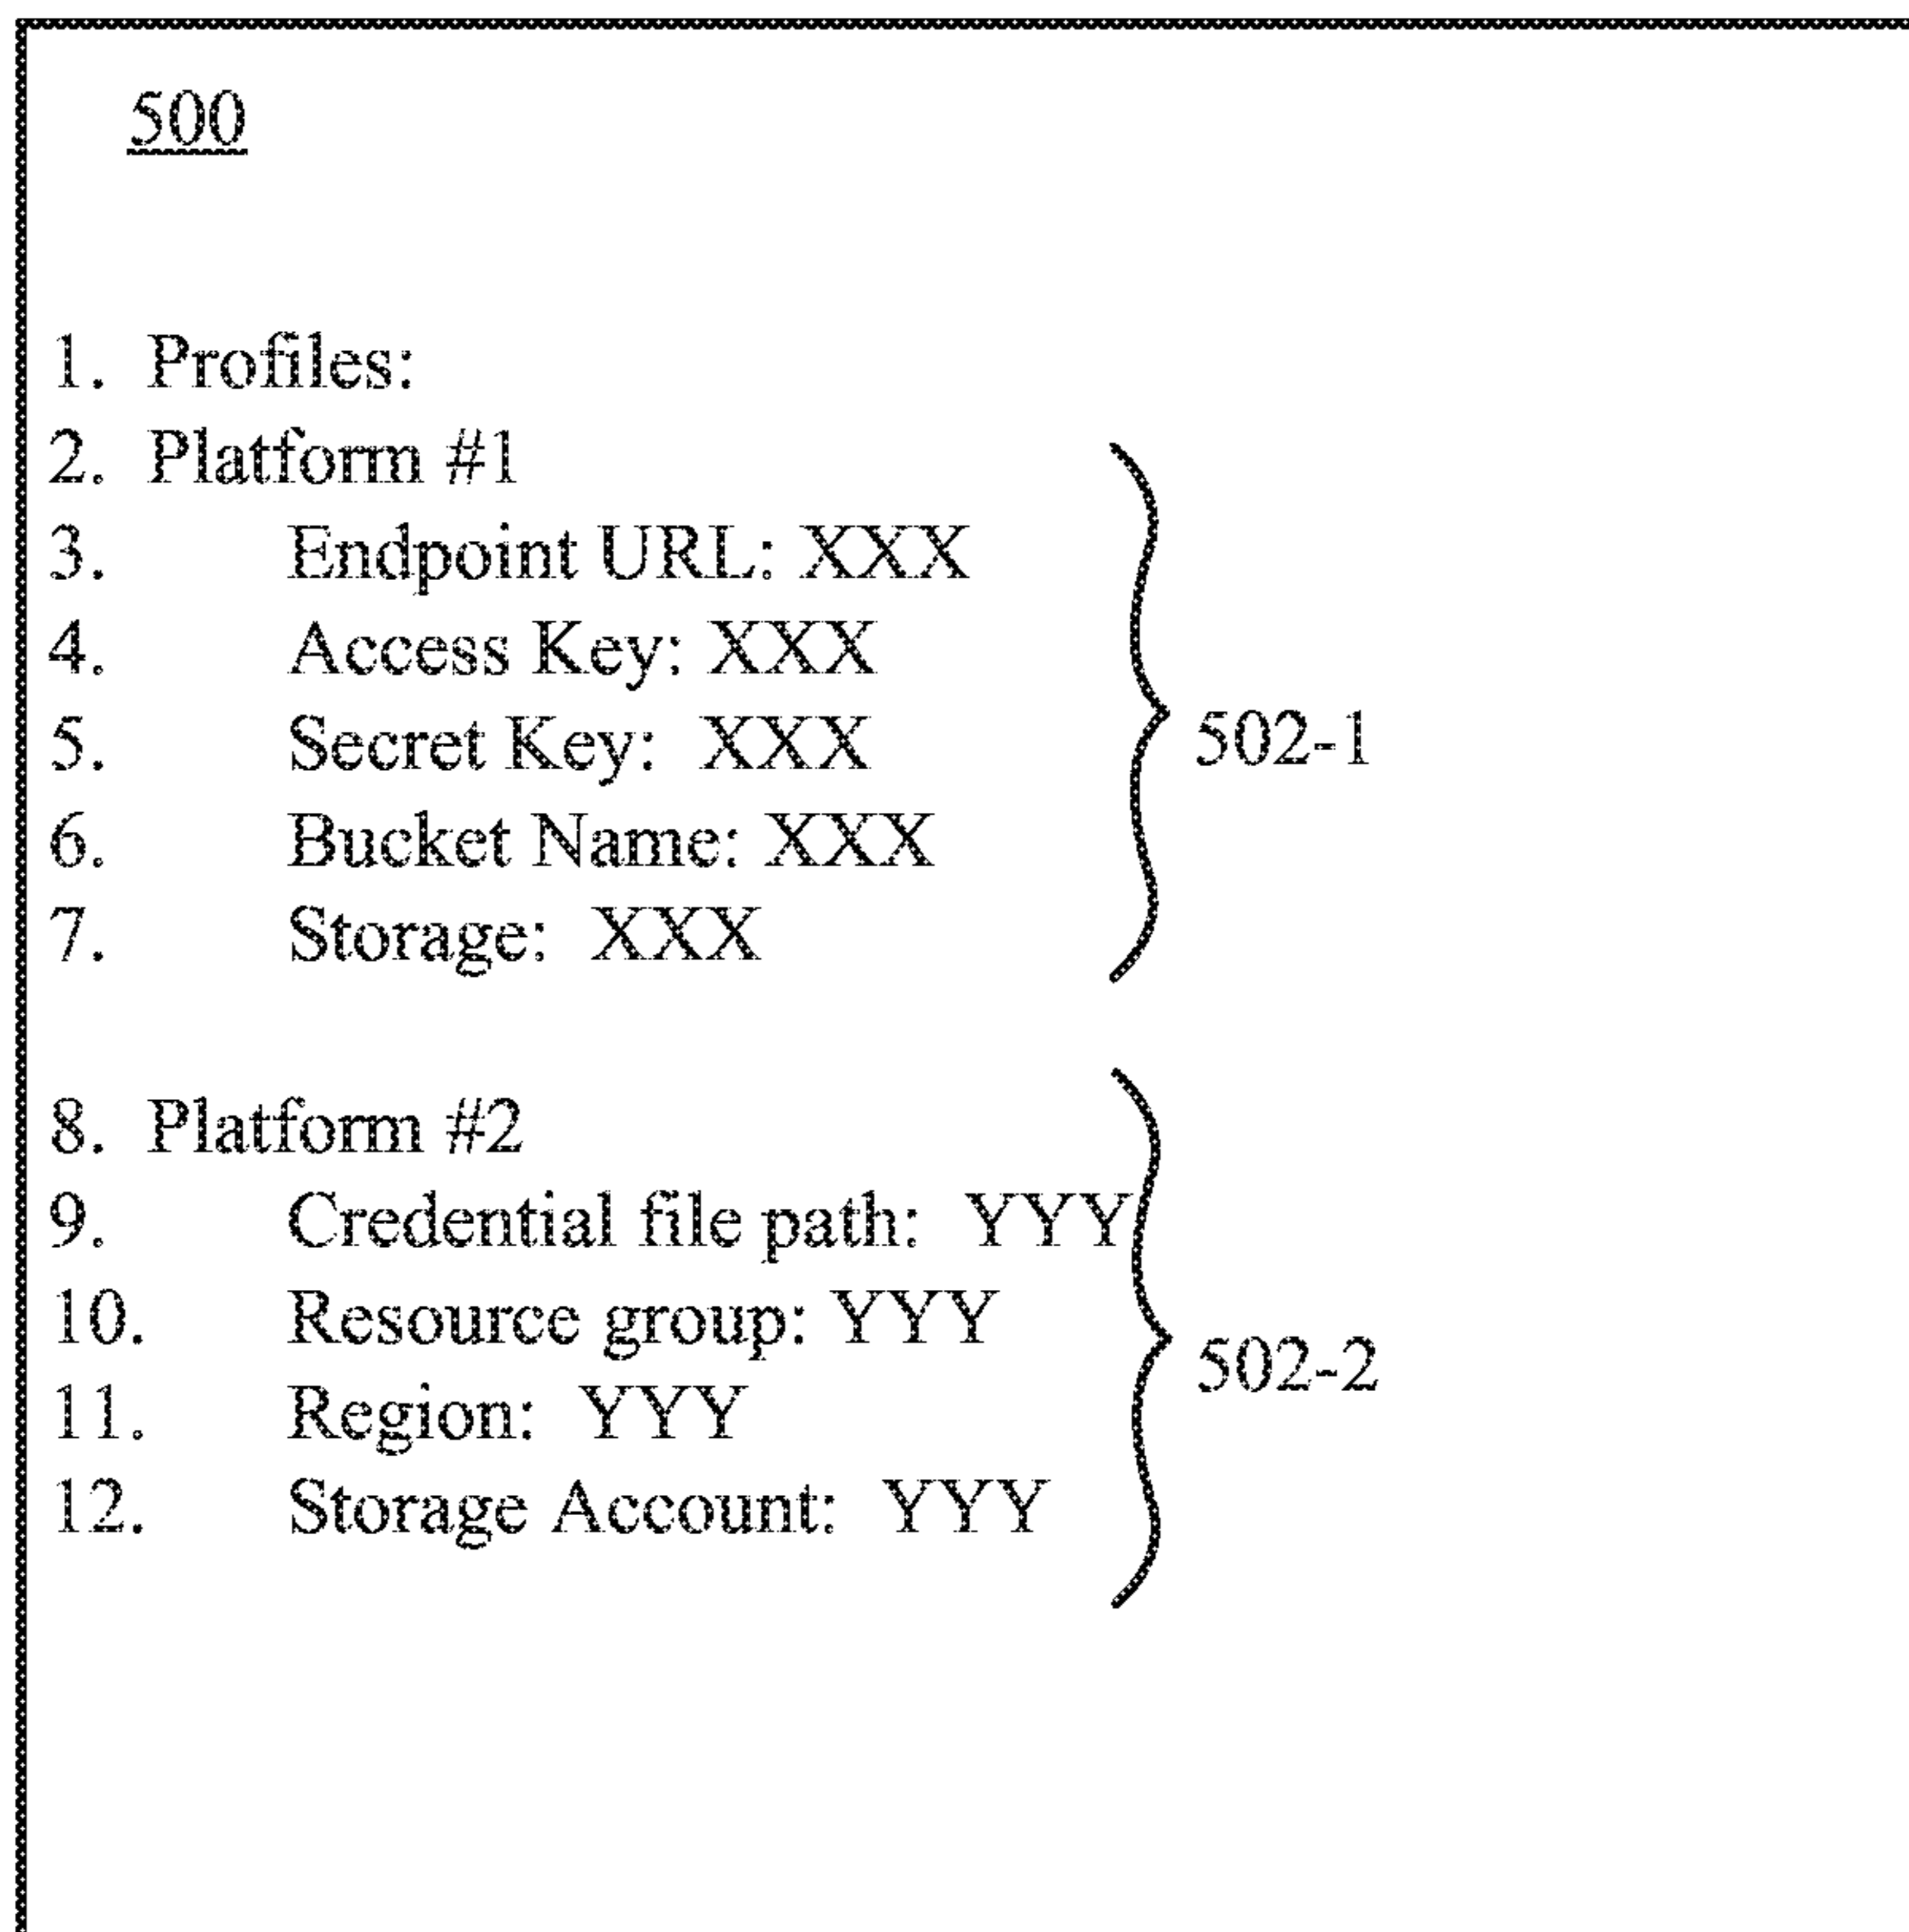 500
1. Profiles:
2. Platform #1
3. Endpoint URL: XXX
4. Access Key: XXX
5. Secret Key: XXX
502-1
6. Bucket Name: XXX
7. Storage: XXX
8. Platform #2
9. Credential file path: YYY
10. Resource group: YYY
502-2
11. Region: YYY
12. Storage Account: YYY